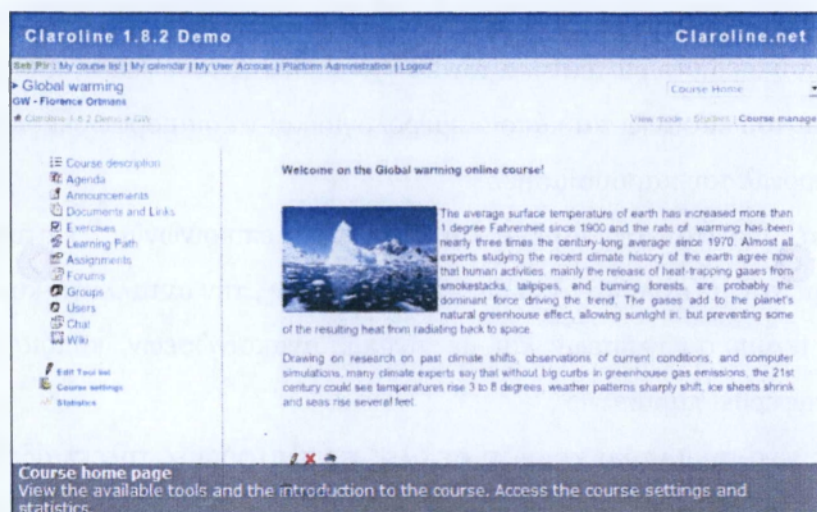 Claroline 1.8.2 Demo Claroline.net
My course list | My calendar | My User Account | Platform Administration | Logout
Global warming Course Home
GW - Florence Ortmans
Claroline 1.8.2 Demo > GW View mode : Student | Course manage
Course description
Agenda
Announcements
Documents and Links
Exercises
Learning Path
Assignments
Forums
Groups
Users
Chat
Wiki
Edit Tool list
Course settings
Statistics
Welcome on the Global warming online course!
The average surface temperature of earth has increased more than
1 degree Fahrenheit since 1900 and the rate of warming has been
nearly three times the century-long average since 1970. Almost all
experts studying the recent climate history of the earth agree now
that human activities, mainly the release of heat-trapping gases from
smokestacks, tailpipes, and burning forests, are probably the
dominant force driving the trend. The gases add to the planet's
natural greenhouse effect, allowing sunlight in, but preventing some
of the resulting heat from radiating back to space.
Drawing on research on past climate shifts, observations of current conditions, and computer
simulations, many climate experts say that without big curbs in greenhouse gas emissions, the 21st
century could see temperatures rise 3 to 8 degrees, weather patterns sharply shift, ice sheets shrink
and seas rise several feet.
Course home page
View the available tools and the introduction to the course. Access the course settings and
statistics.